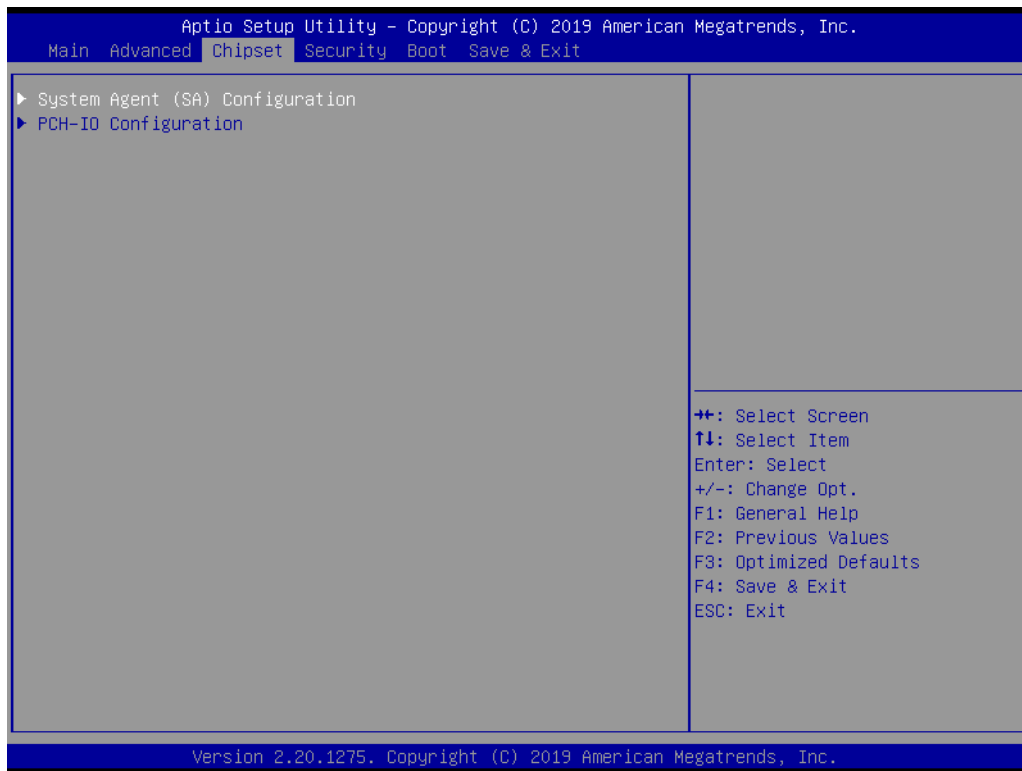 Aptio Setup Utility – Copyright (C) 2019 American Megatrends, Inc.
Main Advanced Chipset Security Boot Save & Exit
▶ System Agent (SA) Configuration
▶ PCH-IO Configuration
→←: Select Screen
↑↓: Select Item
Enter: Select
+/-: Change Opt.
F1: General Help
F2: Previous Values
F3: Optimized Defaults
F4: Save & Exit
ESC: Exit
Version 2.20.1275. Copyright (C) 2019 American Megatrends, Inc.